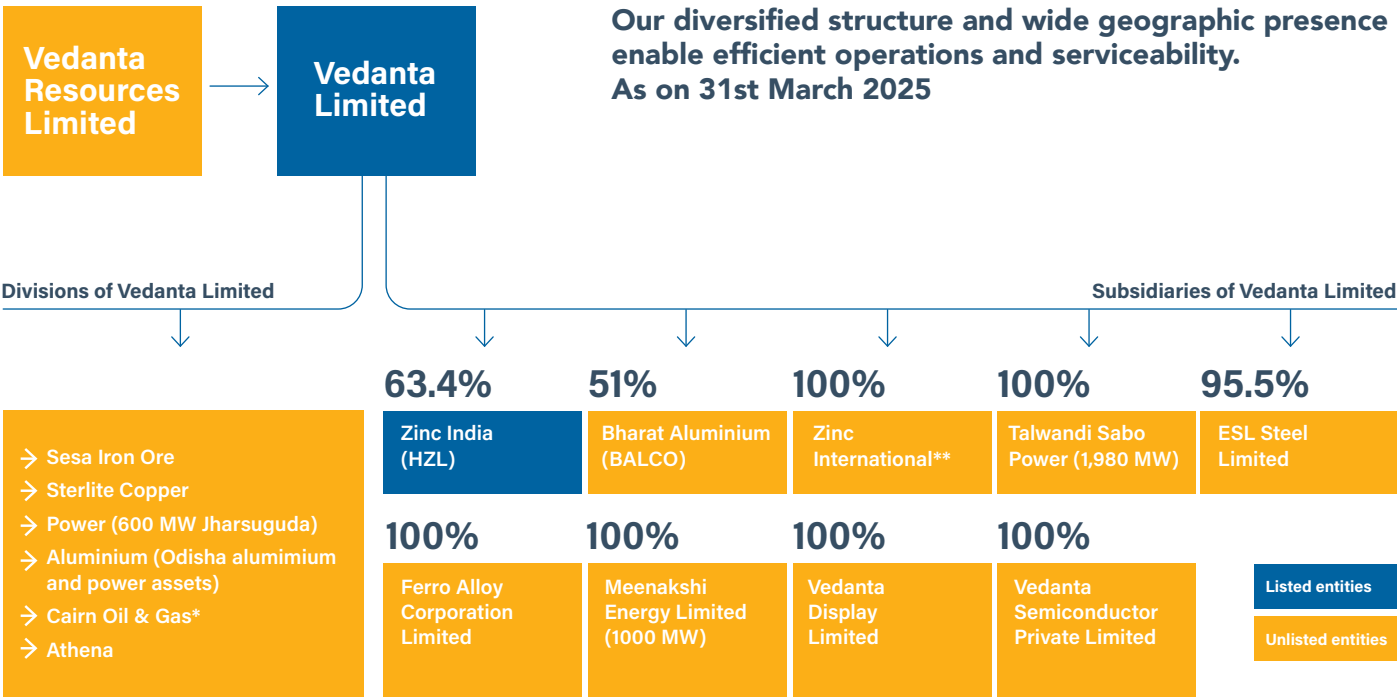 Vedanta
Resources
Limited
Vedanta
Limited
Our diversified structure and wide geographic presence
enable efficient operations and serviceability.
As on 31st March 2025
Divisions of Vedanta Limited
Subsidiaries of Vedanta Limited
→ Sesa Iron Ore
→ Sterlite Copper
→ Power (600 MW Jharsuguda)
→ Aluminium (Odisha alumimium
and power assets)
→ Cairn Oil & Gas*
→ Athena
63.4%
Zinc India
(HZL)
51%
Bharat Aluminium
(BALCO)
100%
Zinc
International**
100%
Talwandi Sabo
Power (1,980 MW)
95.5%
ESL Steel
Limited
100%
Ferro Alloy
Corporation
Limited
100%
Meenakshi
Energy Limited
(1000 MW)
100%
Vedanta
Display
Limited
100%
Vedanta
Semiconductor
Private Limited
Listed entities
Unlisted entities